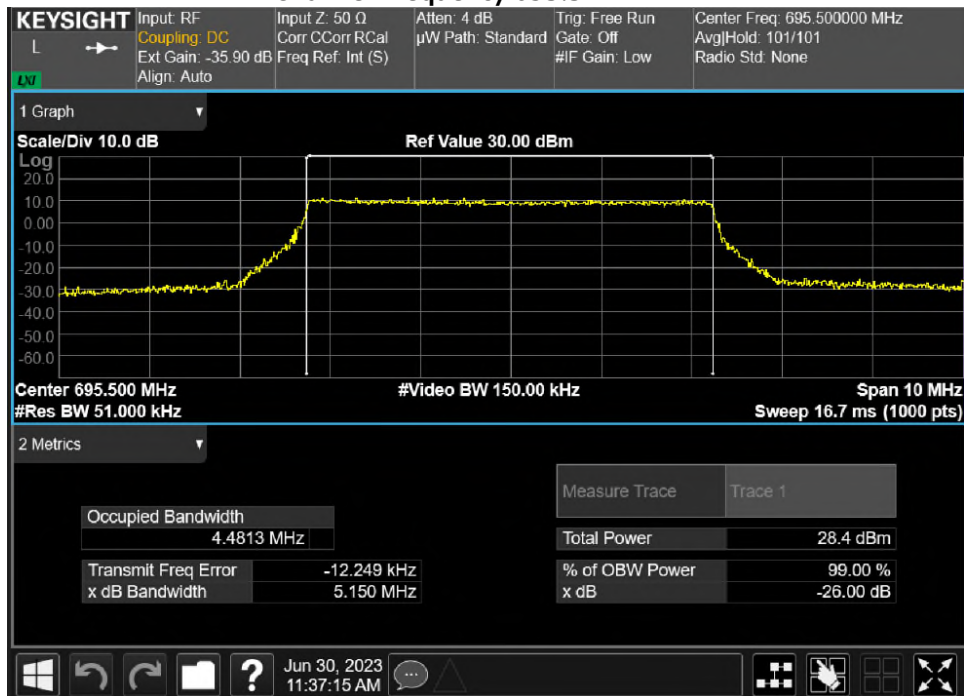 KEYSIGHT Input: RF Input Z: 50 Ω Atten: 4 dB Trig: Free Run Center Freq: 695.500000 MHz
L Coupling: DC Corr CCorr RCal µW Path: Standard Gate: Off Avg|Hold: 101/101
Ext Gain: -35.90 dB Freq Ref: Int (S) #IF Gain: Low Radio Std: None
LXI Align: Auto
1 Graph
Scale/Div 10.0 dB Ref Value 30.00 dBm
Log
20.0
10.0
0.00
-10.0
-20.0
-30.0
-40.0
-50.0
-60.0
Center 695.500 MHz #Video BW 150.00 kHz Span 10 MHz
#Res BW 51.000 kHz Sweep 16.7 ms (1000 pts)
2 Metrics
Measure Trace Trace 1
Occupied Bandwidth
4.4813 MHz Total Power 28.4 dBm
Transmit Freq Error -12.249 kHz % of OBW Power 99.00 %
x dB Bandwidth 5.150 MHz x dB -26.00 dB
? Jun 30, 2023
11:37:15 AM